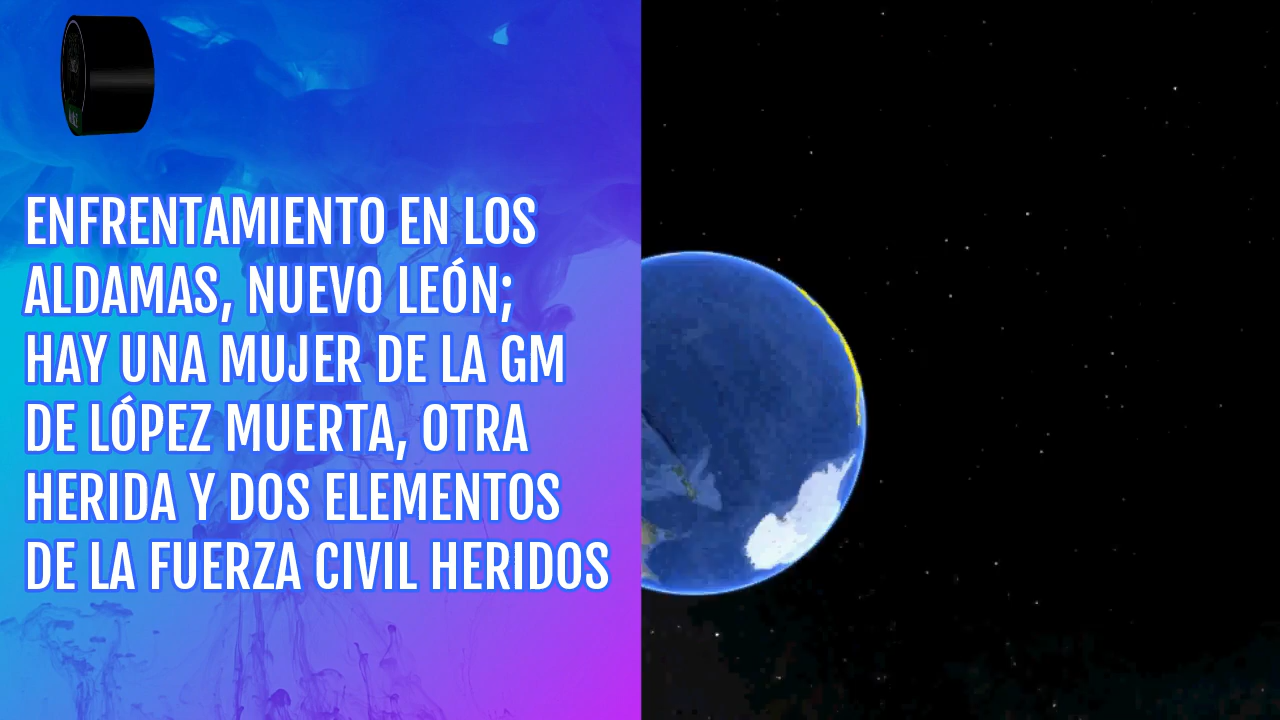 ENFRENTAMIENTO EN LOS
ALDAMAS, NUEVO LEÓN;
HAY UNA MUJER DE LA GM
DE LÓPEZ MUERTA, OTRA
HERIDA Y DOS ELEMENTOS
DE LA FUERZA CIVIL HERIDOS